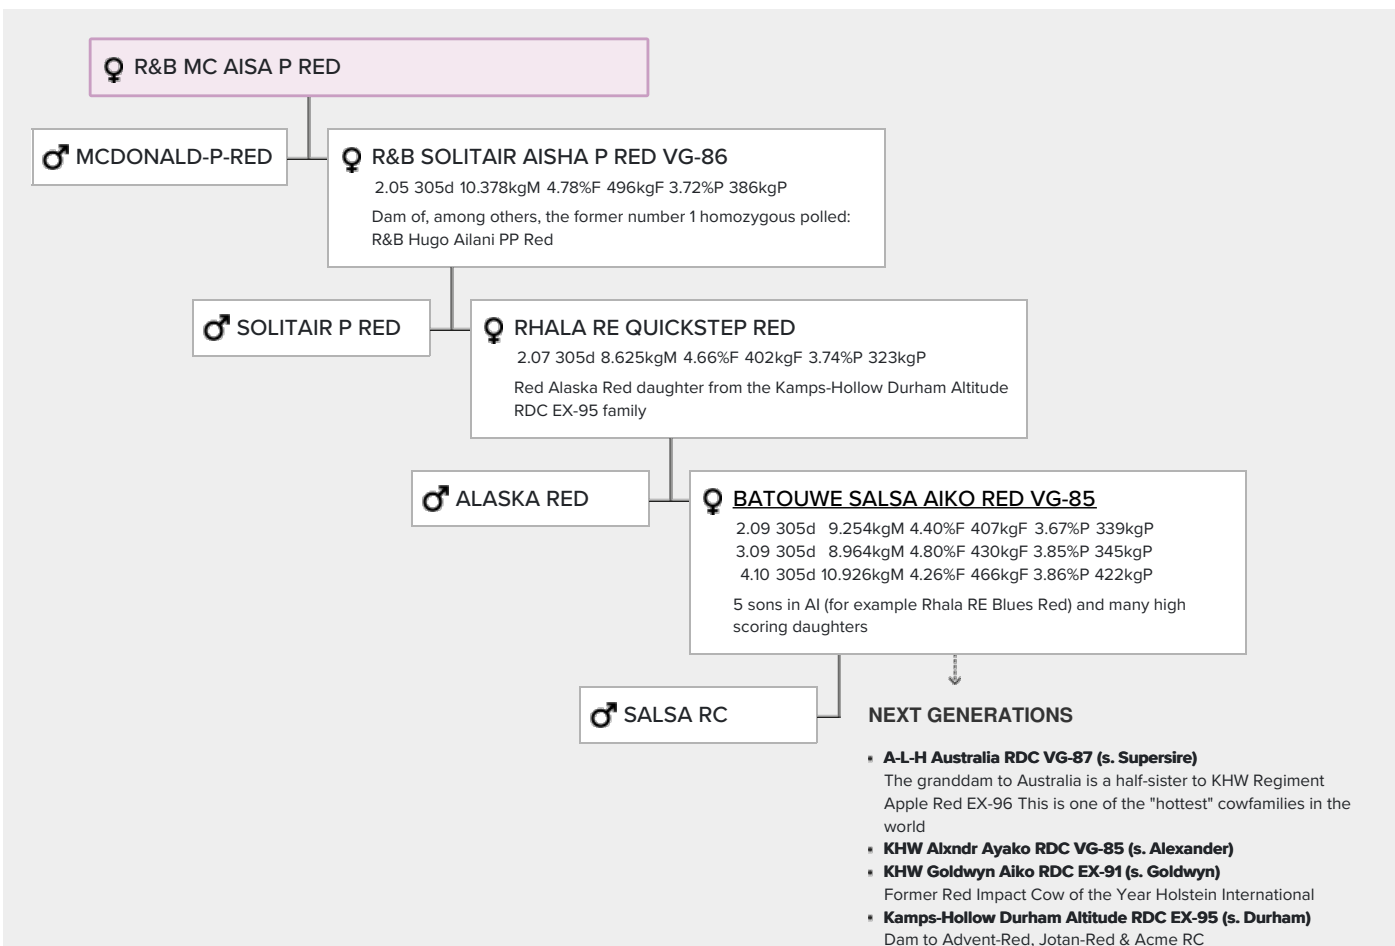 R&B MC AISA P RED
MCDONALD-P-RED
R&B SOLITAIR AISHA P RED VG-86
2.05 305d 10.378kgM 4.78%F 496kgF 3.72%P 386kgP
Dam of, among others, the former number 1 homozygous polled:
R&B Hugo Ailani PP Red
SOLITAIR P RED
RHALA RE QUICKSTEP RED
2.07 305d 8.625kgM 4.66%F 402kgF 3.74%P 323kgP
Red Alaska Red daughter from the Kamps-Hollow Durham Altitude
RDC EX-95 family
ALASKA RED
BATOUWE SALSA AIKO RED VG-85
2.09 305d 9.254kgM 4.40%F 407kgF 3.67%P 339kgP
3.09 305d 8.964kgM 4.80%F 430kgF 3.85%P 345kgP
4.10 305d 10.926kgM 4.26%F 466kgF 3.86%P 422kgP
5 sons in AI (for example Rhala RE Blues Red) and many high
scoring daughters
SALSA RC
NEXT GENERATIONS
▪ A-L-H Australia RDC VG-87 (s. Supersire)
The granddam to Australia is a half-sister to KHW Regiment
Apple Red EX-96 This is one of the "hottest" cowfamilies in the
world
▪ KHW Alxndr Ayako RDC VG-85 (s. Alexander)
▪ KHW Goldwyn Aiko RDC EX-91 (s. Goldwyn)
Former Red Impact Cow of the Year Holstein International
▪ Kamps-Hollow Durham Altitude RDC EX-95 (s. Durham)
Dam to Advent-Red, Jotan-Red & Acme RC